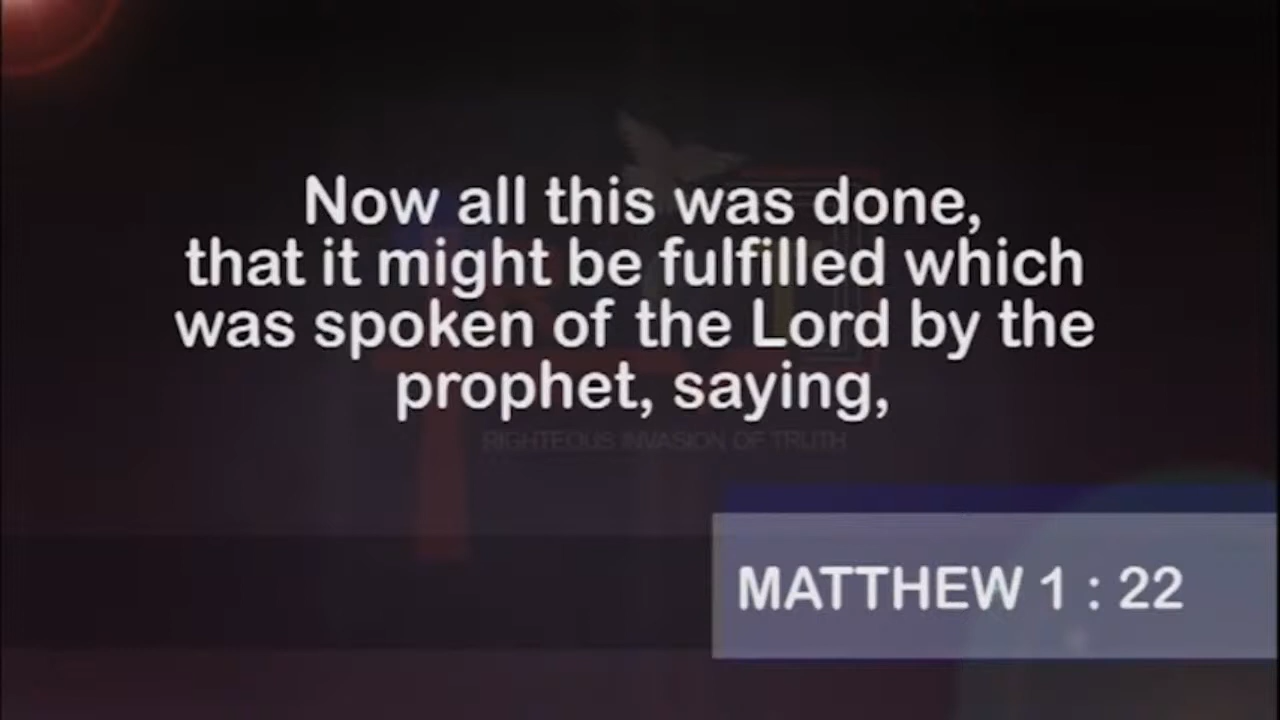 Now all this was done,
that it might be fulfilled which
was spoken of the Lord by the
prophet, saying,
RIGHTEOUS INVASION OF TRUTH
MATTHEW 1 : 22